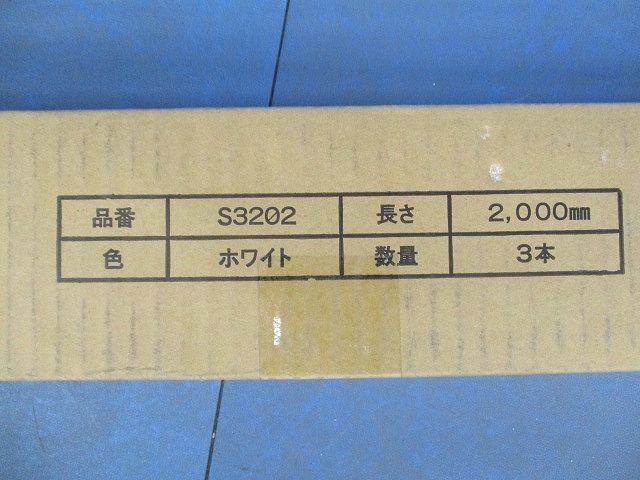 品番 S3202 長さ 2,000mm
色 ホワイト 数量 3本